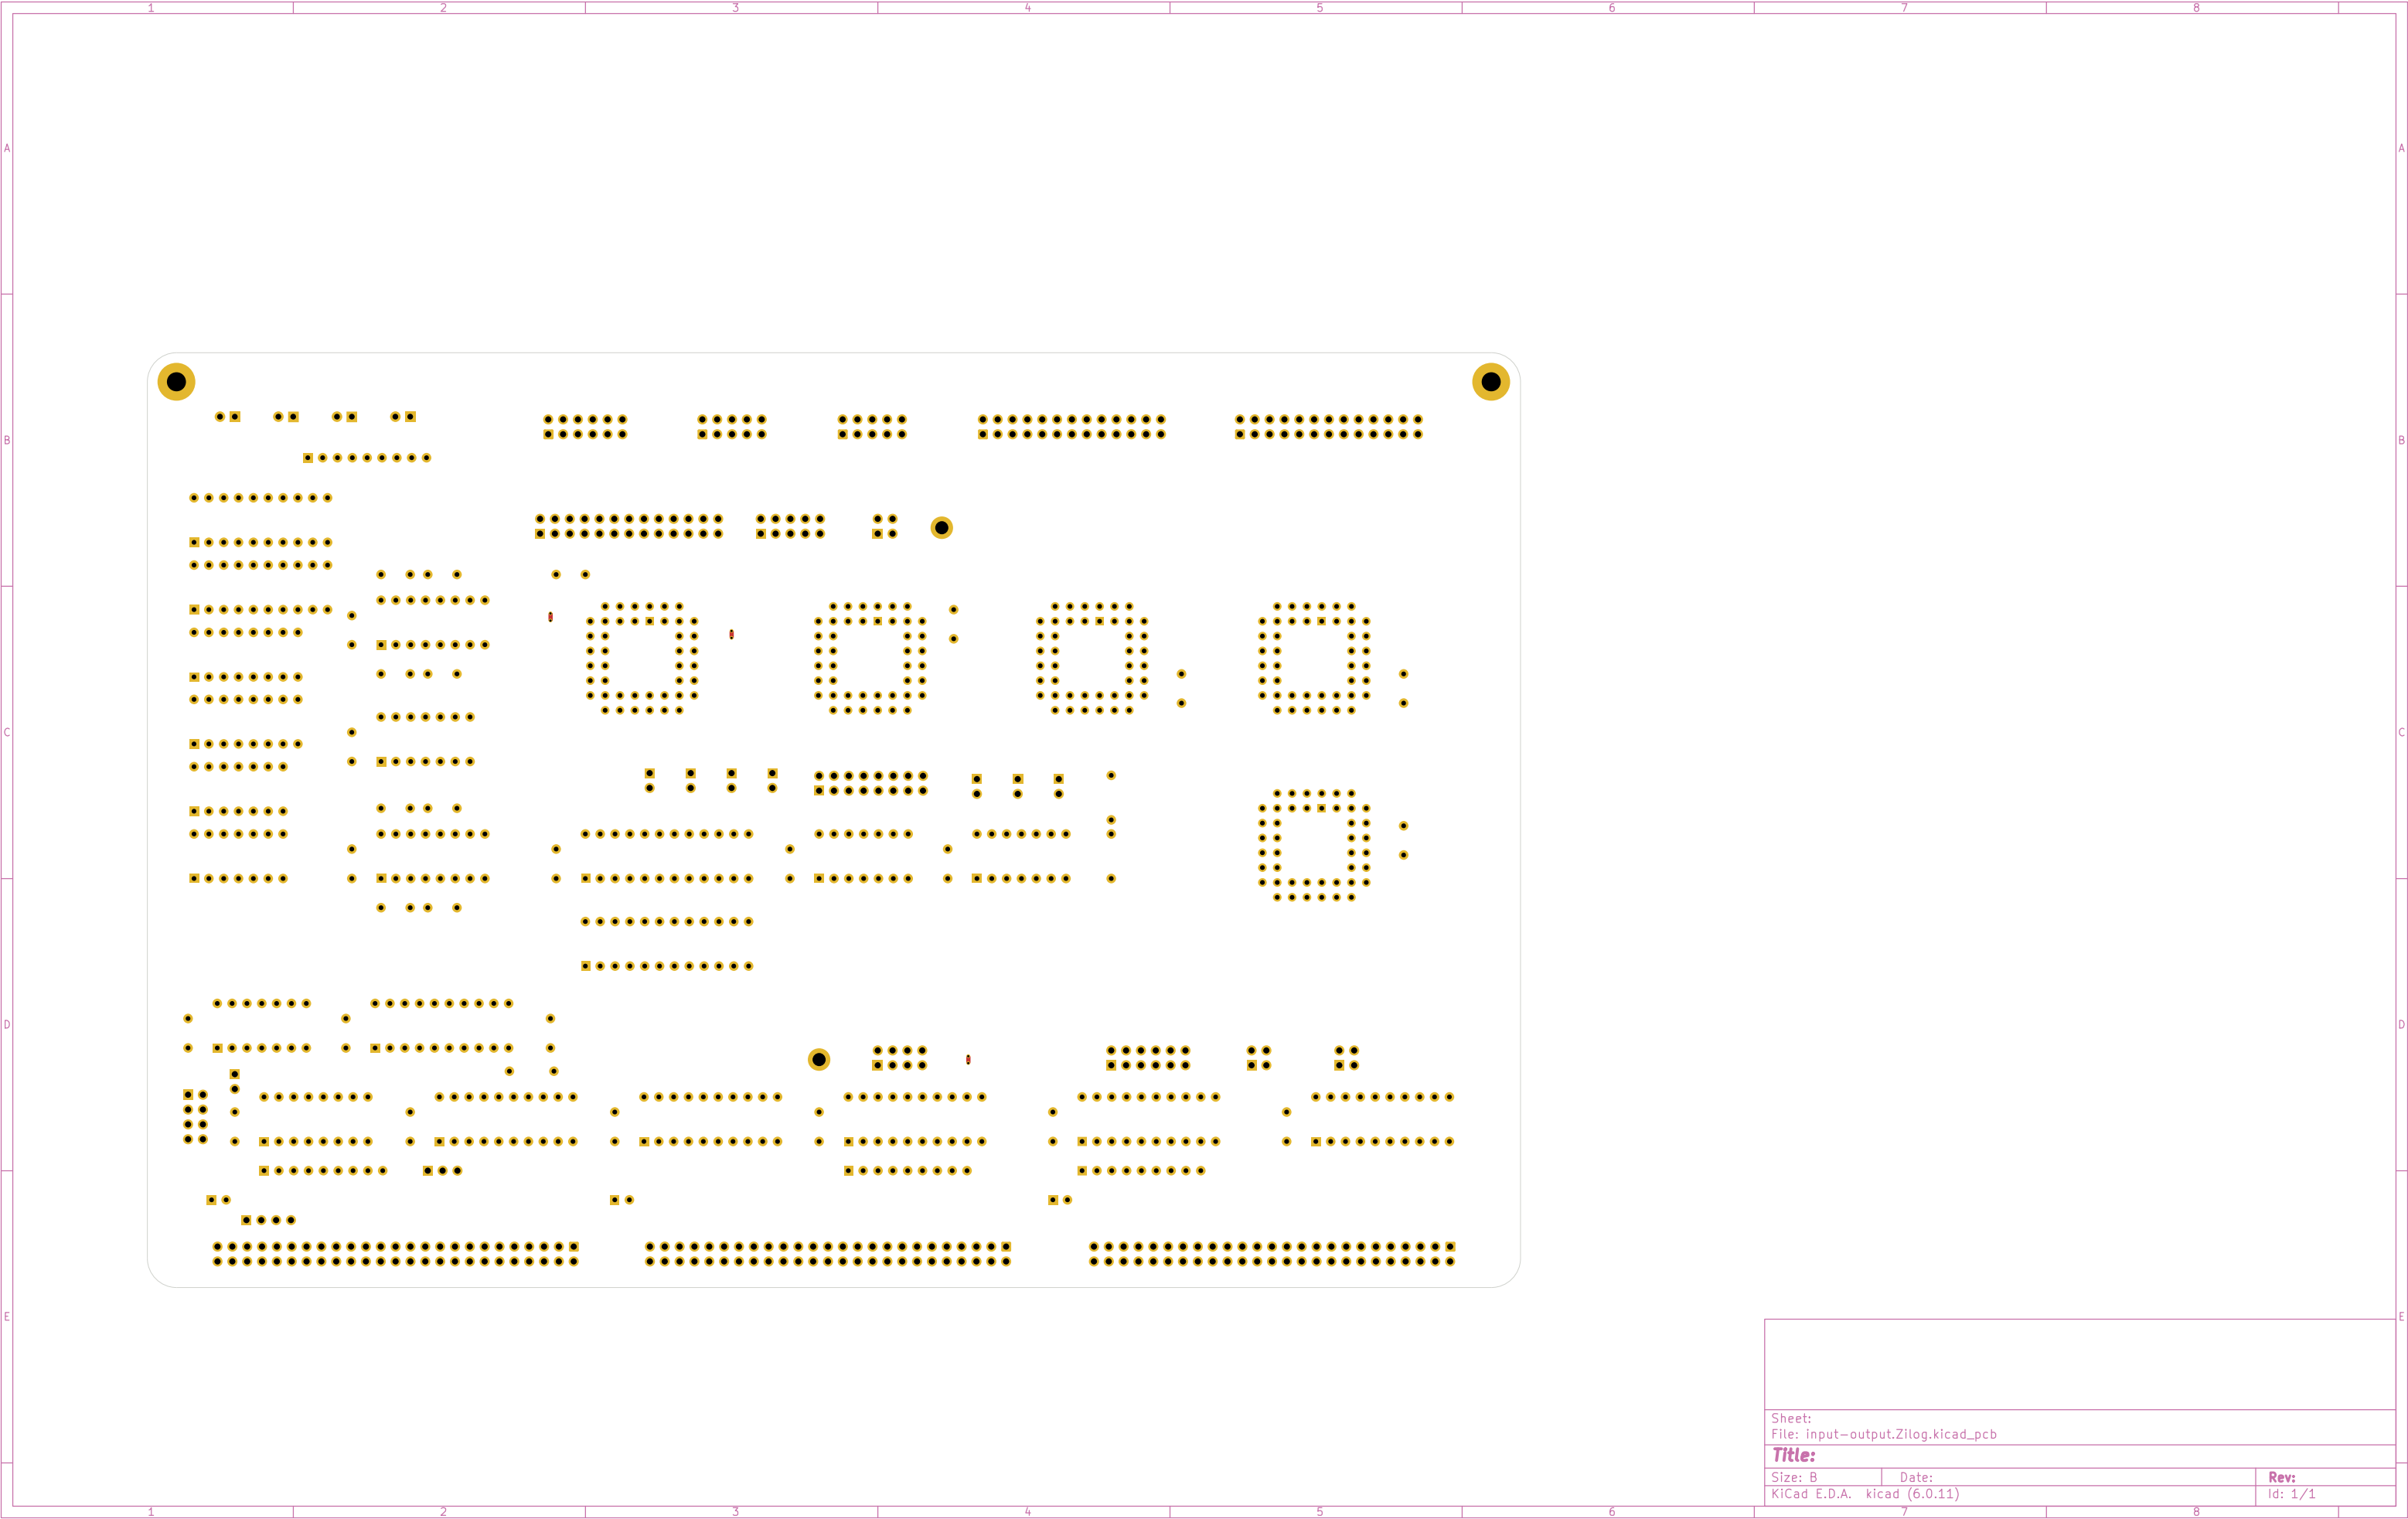 1 2 3 4 5 6 7 8
A A
B B
C C
D D
E E
Sheet:
File: input-output.Zilog.kicad_pcb
Title:
Size: B Date: Rev:
KiCad E.D.A. kicad (6.0.11) Id: 1/1
1 2 3 4 5 6 7 8